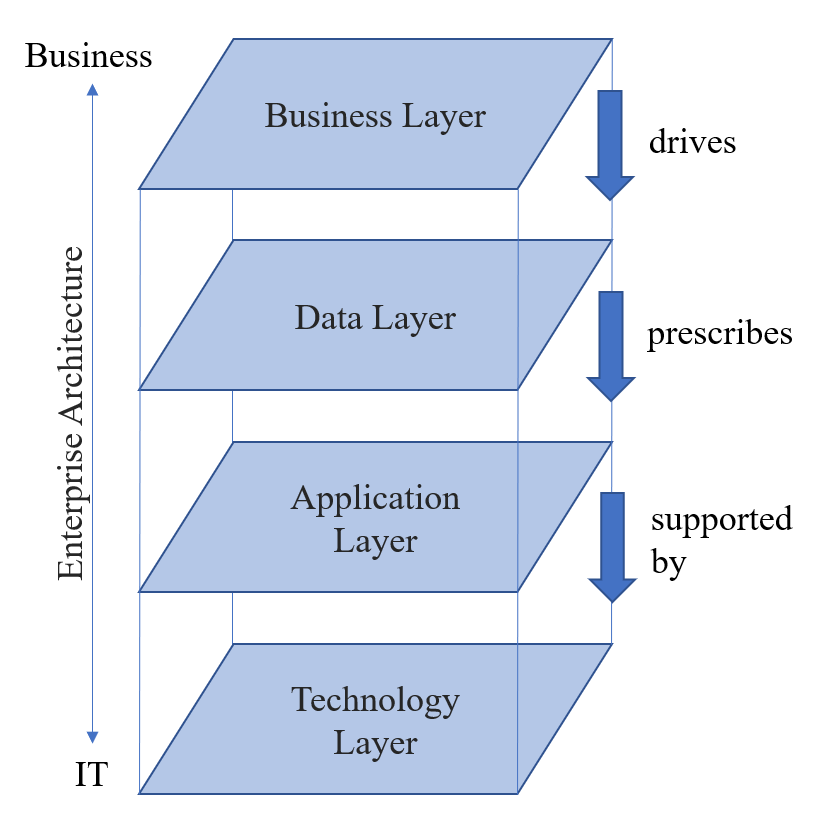 Business
Business Layer
drives
Data Layer
prescribes
Enterprise Architecture
Application
Layer
supported
by
Technology
Layer
IT